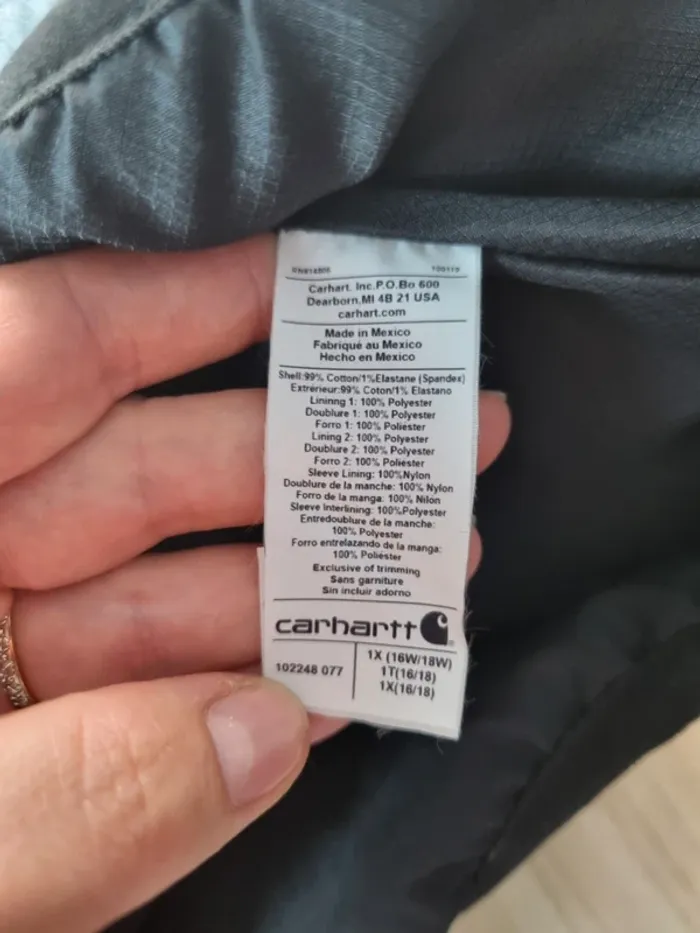 Carhart. Inc.P.O.Bo 600
Dearborn,MI 4B 21 USA
carhart.com
Made in Mexico
Fabriqué au Mexico
Hecho en Mexico
Shell:99% Cotton/1%Elastane (Spandex)
Extrerieur:99% Coton/1% Elastano
Lininng 1: 100% Polyester
Doublure 1: 100% Polyester
Forro 1: 100% Poliester
Lining 2: 100% Polyester
Doublure 2: 100% Polyester
Forro 2: 100% Poliester
Sleeve Lining: 100%Nylon
Doublure de la manche: 100% Nylon
Forro de la manga: 100% Nilon
Sleeve Interlining: 100%Polyester
Entredoublure de la manche:
100% Polyester
Forro entrelazando de la manga:
100% Poliéster
Exclusive of trimming
Sans garniture
Sin incluir adorno
carhartt
102248 077
1X (16W/18W)
1T(16/18)
1X(16/18)